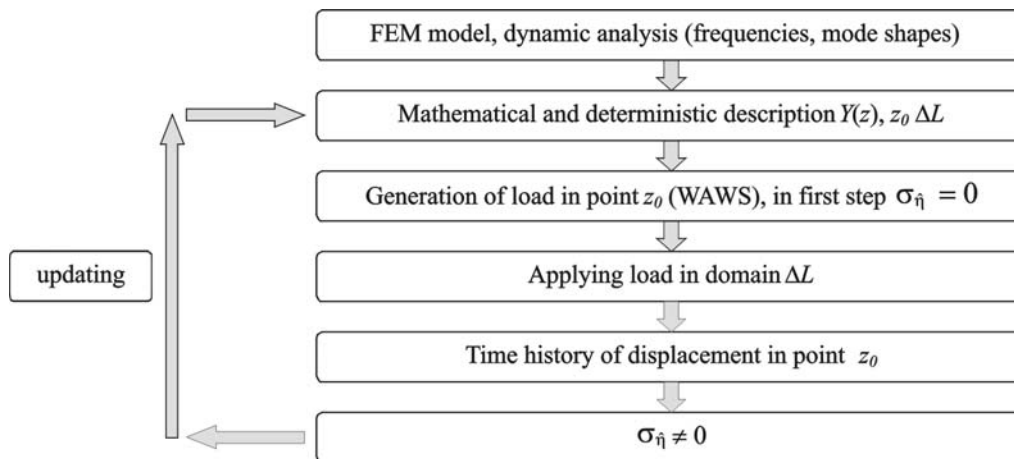 FEM model, dynamic analysis (frequencies, mode shapes)
Mathematical and deterministic description Y(z), z₀ ΔL
Generation of load in point z₀ (WAWS), in first step σ_η̂ = 0
updating
Applying load in domain ΔL
Time history of displacement in point z₀
σ_η̂ ≠ 0